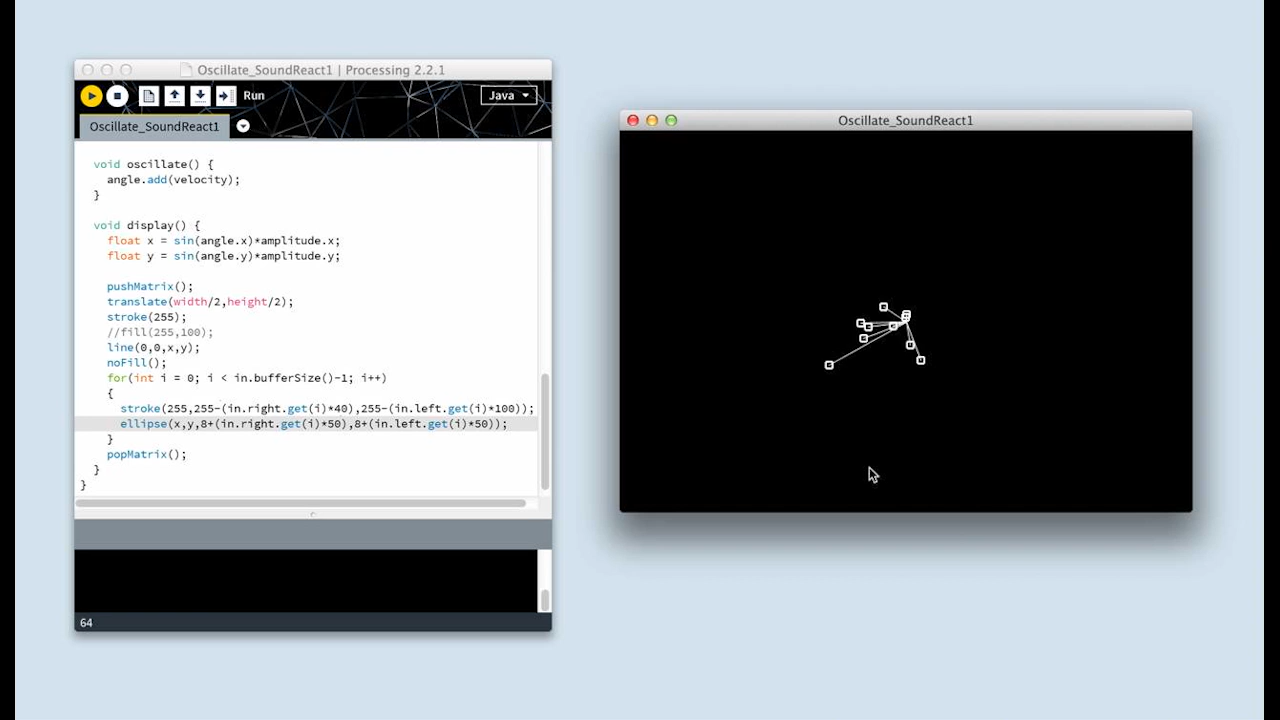 Oscillate_SoundReact1 | Processing 2.2.1
Run
Java
Oscillate_SoundReact1
void oscillate() {
angle.add(velocity);
}
void display() {
float x = sin(angle.x)*amplitude.x;
float y = sin(angle.y)*amplitude.y;
pushMatrix();
translate(width/2,height/2);
stroke(255);
//fill(255,100);
line(0,0,x,y);
noFill();
for(int i = 0; i < in.bufferSize()-1; i++)
{
stroke(255,255-(in.right.get(i)*40),255-(in.left.get(i)*100));
ellipse(x,y,8+(in.right.get(i)*50),8+(in.left.get(i)*50));
}
popMatrix();
}
}
64
Oscillate_SoundReact1